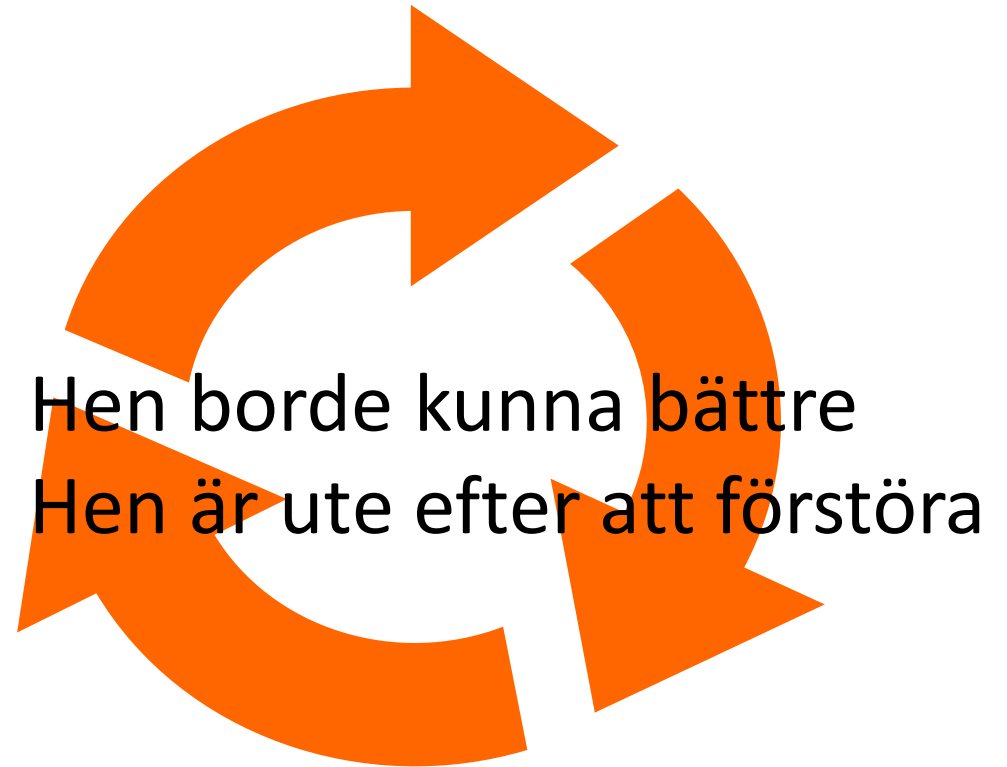 Hen borde kunna bättre
Hen är ute efter att förstöra